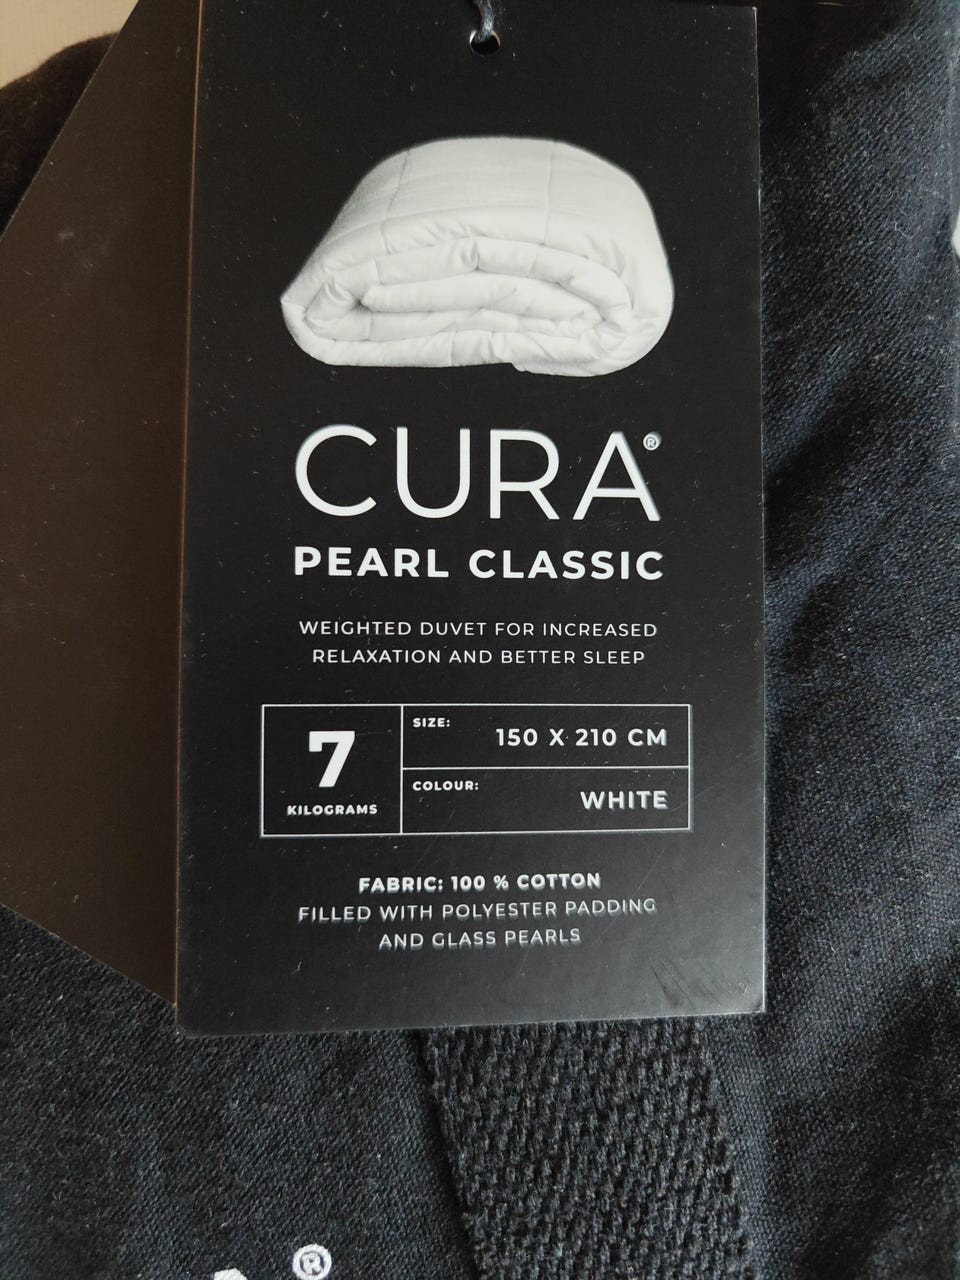 CURA®
PEARL CLASSIC
WEIGHTED DUVET FOR INCREASED
RELAXATION AND BETTER SLEEP
7
KILOGRAMS
SIZE:
150 X 210 CM
COLOUR:
WHITE
FABRIC: 100 % COTTON
FILLED WITH POLYESTER PADDING
AND GLASS PEARLS
®